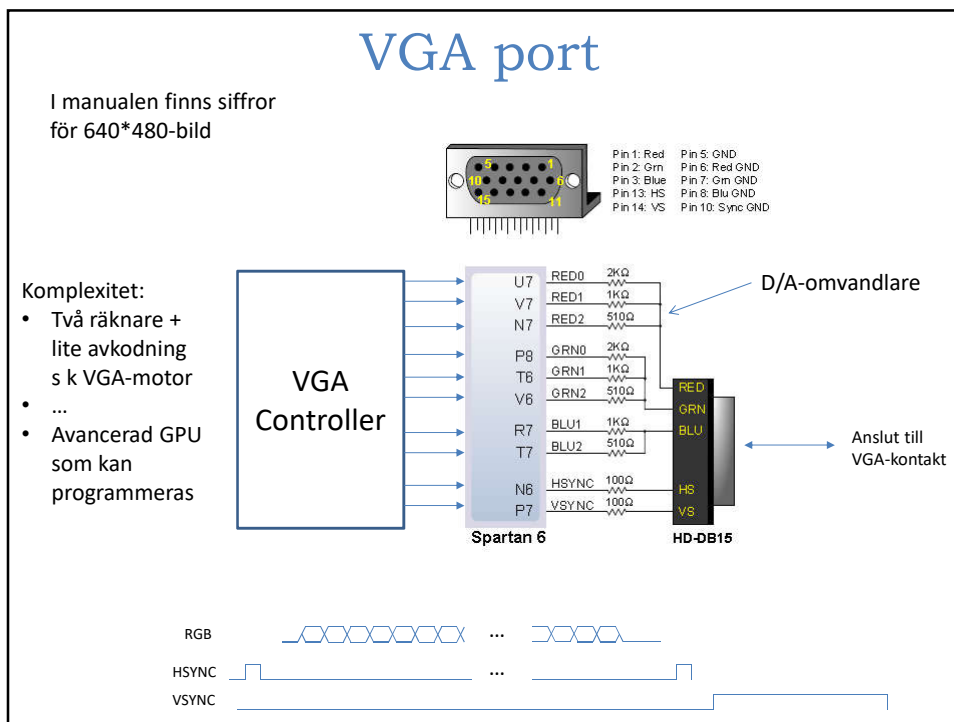 VGA port
I manualen finns siffror
för 640*480-bild
5 1
10 6
15 11
Pin 1: Red Pin 5: GND
Pin 2: Grn Pin 6: Red GND
Pin 3: Blue Pin 7: Grn GND
Pin 13: HS Pin 8: Blu GND
Pin 14: VS Pin 10: Sync GND
Komplexitet:
• Två räknare +
lite avkodning
s k VGA-motor
• ...
• Avancerad GPU
som kan
programmeras
VGA
Controller
U7 RED0 2KΩ
V7 RED1 1KΩ
N7 RED2 510Ω
P8 GRN0 2KΩ
T6 GRN1 1KΩ
V6 GRN2 510Ω
R7 BLU1 1KΩ
T7 BLU2 510Ω
N6 HSYNC 100Ω
P7 VSYNC 100Ω
Spartan 6
D/A-omvandlare
RED
GRN
BLU
HS
VS
HD-DB15
Anslut till
VGA-kontakt
RGB ...
HSYNC ...
VSYNC